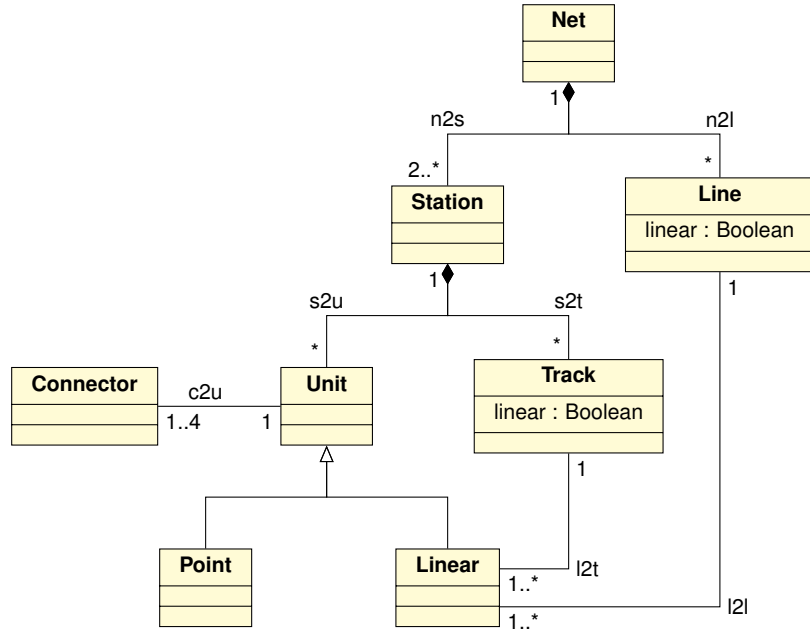 Net
1
n2s
n2l
2..*
*
Station
Line
linear : Boolean
1
1
s2u
s2t
*
*
Connector
c2u
Unit
Track
linear : Boolean
1..4
1
1
Point
Linear
1..*
l2t
1..*
l2l